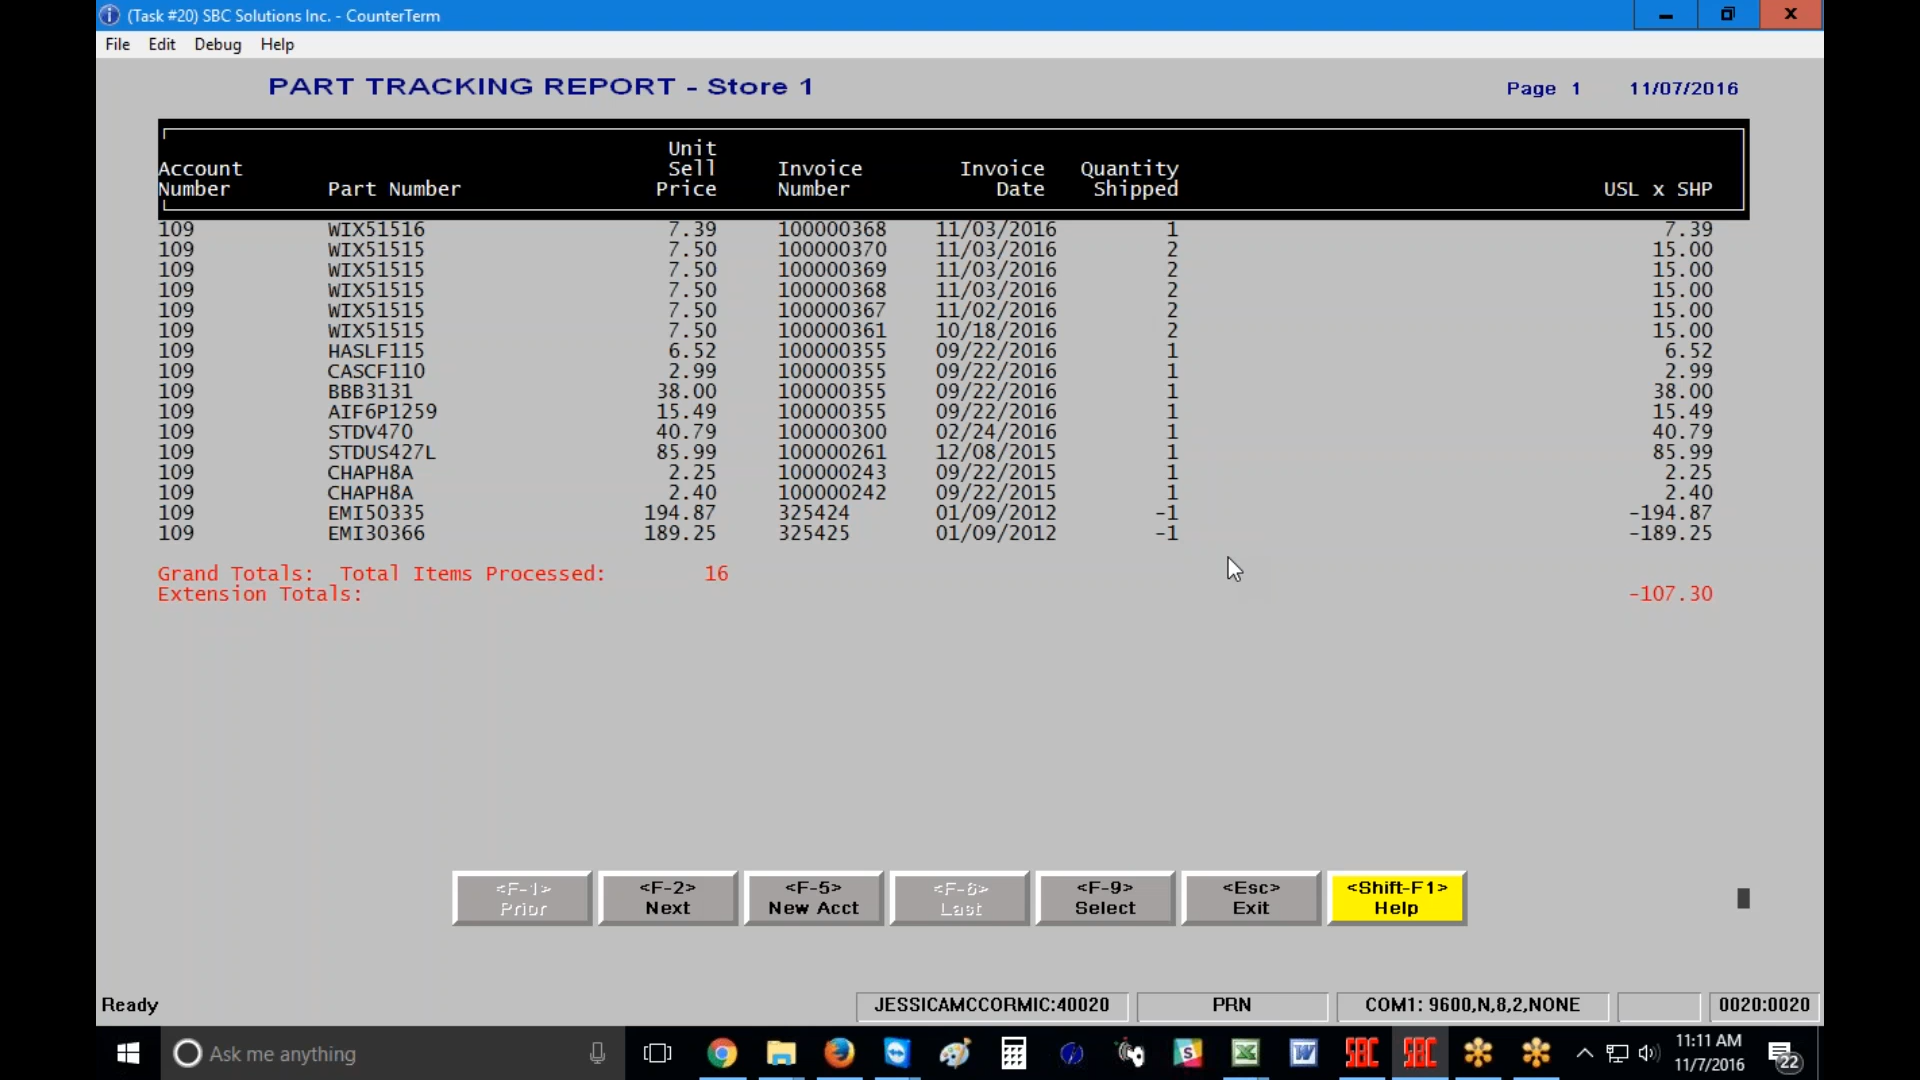 (Task #20) SBC Solutions Inc. - CounterTerm
File Edit Debug Help
PART TRACKING REPORT - Store 1 Page 1 11/07/2016
Unit
Account Sell Invoice Invoice Quantity
Number Part Number Price Number Date Shipped USL x SHP
109 WIX51516 7.39 100000368 11/03/2016 1 7.39
109 WIX51515 7.50 100000370 11/03/2016 2 15.00
109 WIX51515 7.50 100000369 11/03/2016 2 15.00
109 WIX51515 7.50 100000368 11/03/2016 2 15.00
109 WIX51515 7.50 100000367 11/02/2016 2 15.00
109 WIX51515 7.50 100000361 10/18/2016 2 15.00
109 HASLF115 6.52 100000355 09/22/2016 1 6.52
109 CASCF110 2.99 100000355 09/22/2016 1 2.99
109 BBB3131 38.00 100000355 09/22/2016 1 38.00
109 AIF6P1259 15.49 100000355 09/22/2016 1 15.49
109 STDV470 40.79 100000300 02/24/2016 1 40.79
109 STDUS427L 85.99 100000261 12/08/2015 1 85.99
109 CHAPH8A 2.25 100000243 09/22/2015 1 2.25
109 CHAPH8A 2.40 100000242 09/22/2015 1 2.40
109 EMI50335 194.87 325424 01/09/2012 -1 -194.87
109 EMI30366 189.25 325425 01/09/2012 -1 -189.25
Grand Totals: Total Items Processed: 16
Extension Totals: -107.30
<F-1> <F-2> <F-5> <F-6> <F-9> <Esc> <Shift-F1>
Prior Next New Acct Last Select Exit Help
Ready JESSICAMCCORMIC:40020 PRN COM1: 9600,N,8,2,NONE 0020:0020
Ask me anything S W SBC SBC 11:11 AM
11/7/2016 22